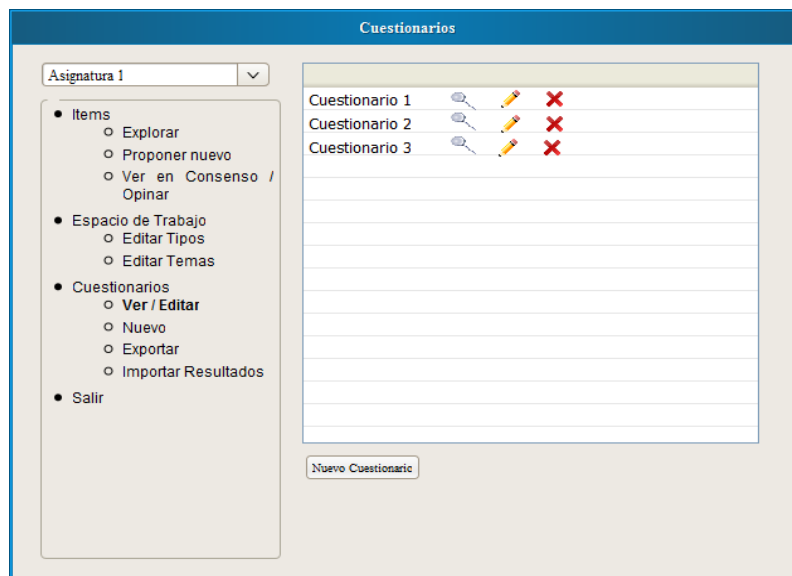 Cuestionarios
Asignatura 1
Items
Explorar
Proponer nuevo
Ver en Consenso /
Opinar
Espacio de Trabajo
Editar Tipos
Editar Temas
Cuestionarios
Ver / Editar
Nuevo
Exportar
Importar Resultados
Salir
Cuestionario 1
Cuestionario 2
Cuestionario 3
Nuevo Cuestionaric